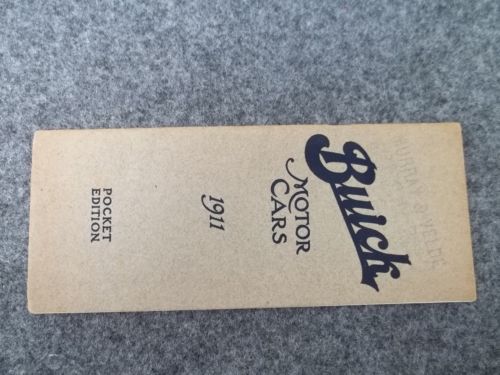 Buick
MOTOR
CARS
1911
POCKET
EDITION